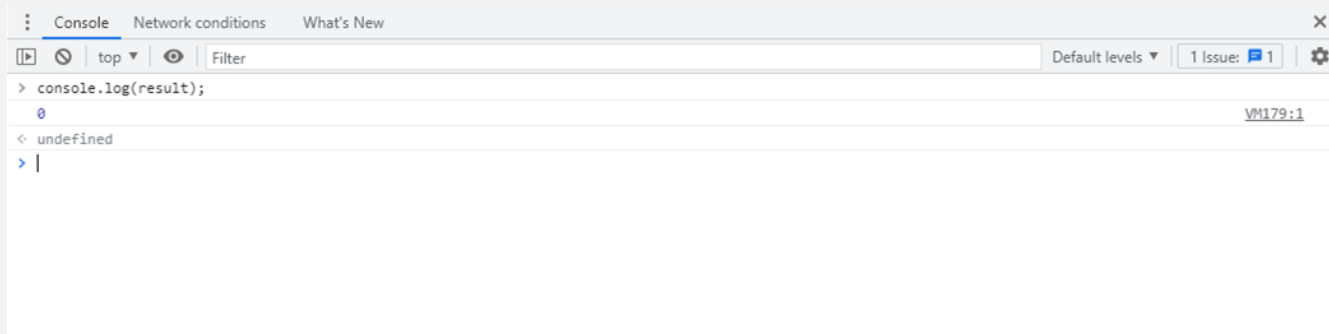 Console Network conditions What's New
top Filter Default levels 1 Issue: 1
> console.log(result);
0 VM179:1
undefined
>